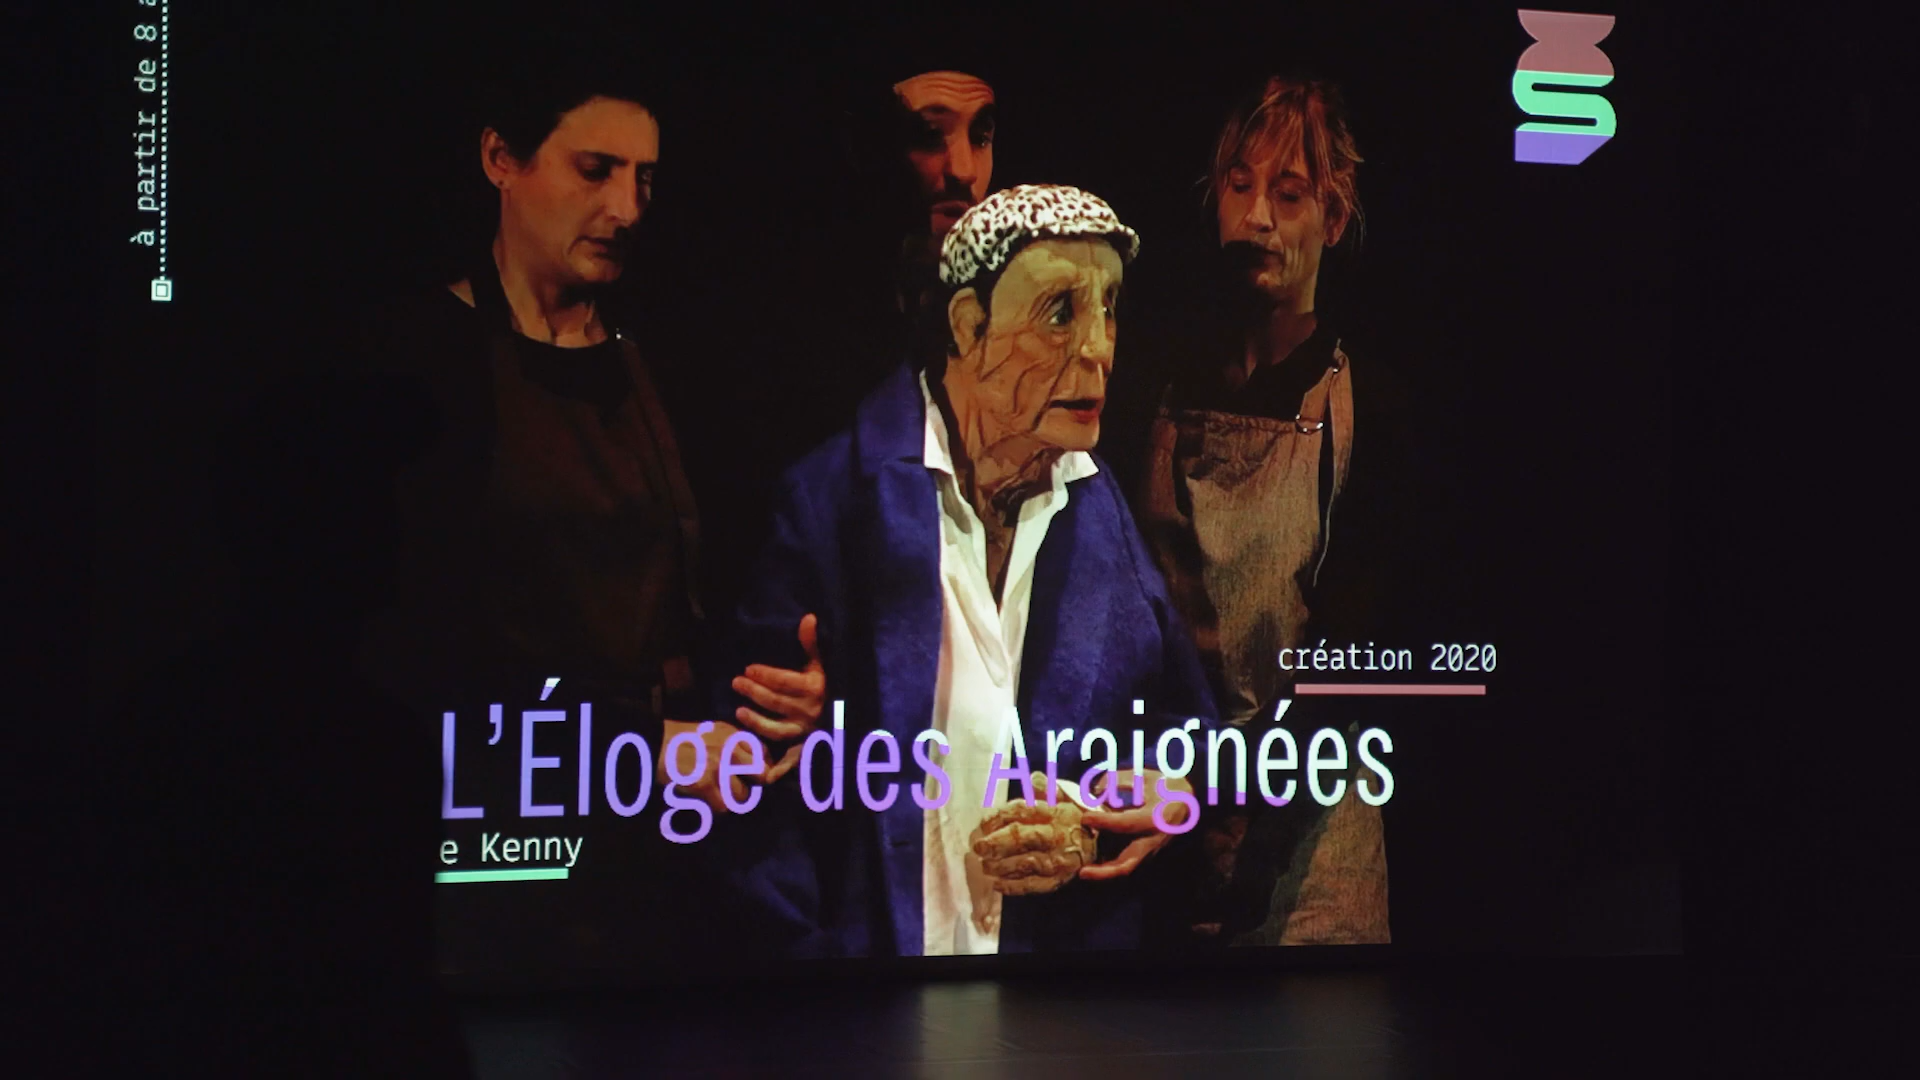 à partir de 8
création 2020
L'Éloge des Araignées
e Kenny